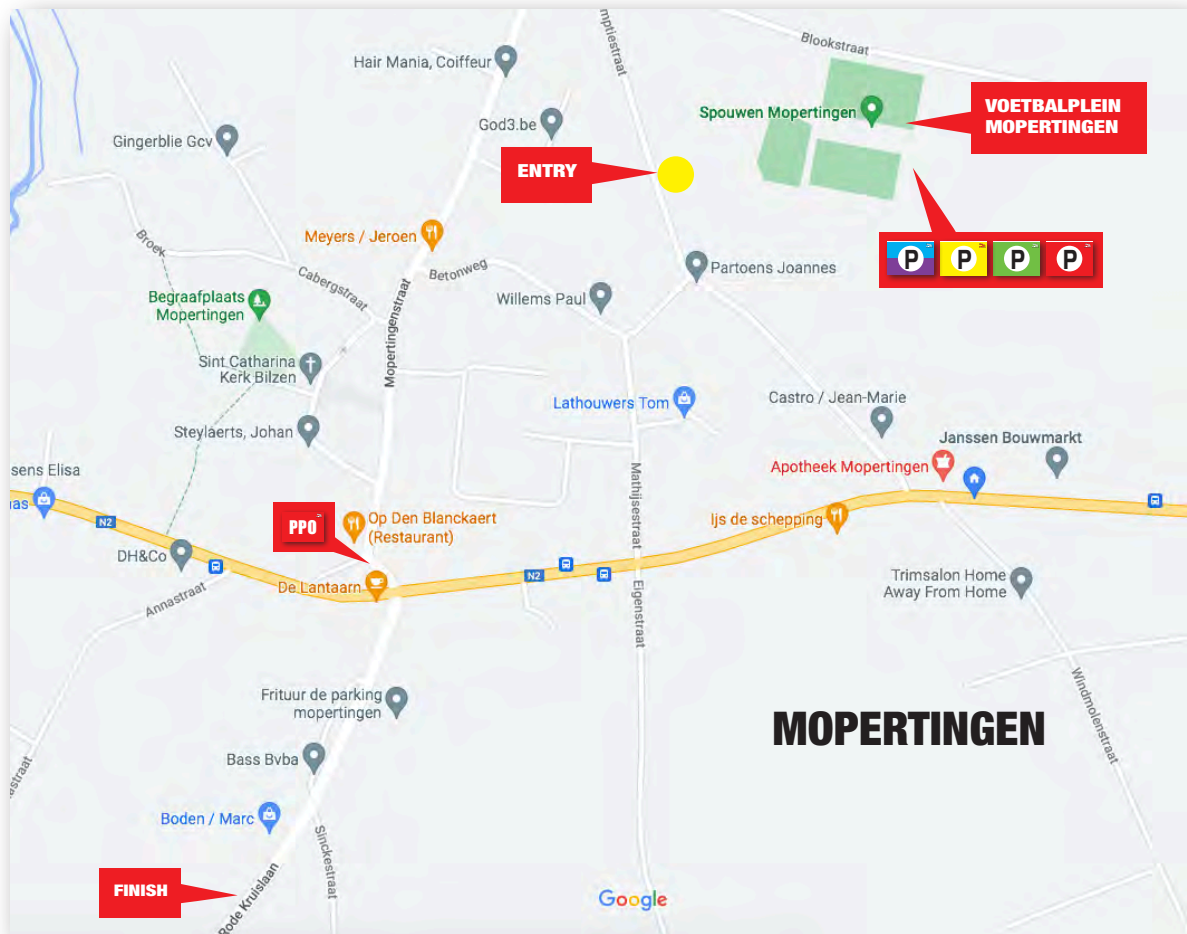 mptiestraat
Blookstraat
Hair Mania, Coiffeur
Spouwen Mopertingen
VOETBALPLEIN
MOPERTINGEN
God3.be
Gingerblie Gcv
ENTRY
Meyers / Jeroen
Broek
P
P
P
P
Betonweg
Partoens Joannes
Cabergstraat
Willems Paul
Begraafplaats
Mopertingen
Mopertingenstraat
Sint Catharina
Kerk Bilzen
Lathouwers Tom
Castro / Jean-Marie
Steylaerts, Johan
Janssen Bouwmarkt
sens Elisa
Apotheek Mopertingen
nas
Mathijsestraat
N2
PPO
Op Den Blanckaert
(Restaurant)
Ijs de schepping
DH&Co
N2
De Lantaarn
Trimsalon Home
Away From Home
Annastraat
Eigenstraat
Frituur de parking
mopertingen
Windmolenstraat
MOPERTINGEN
Bass Bvba
astraat
Boden / Marc
Sinckestraat
FINISH
Rode Kruislaan
Google